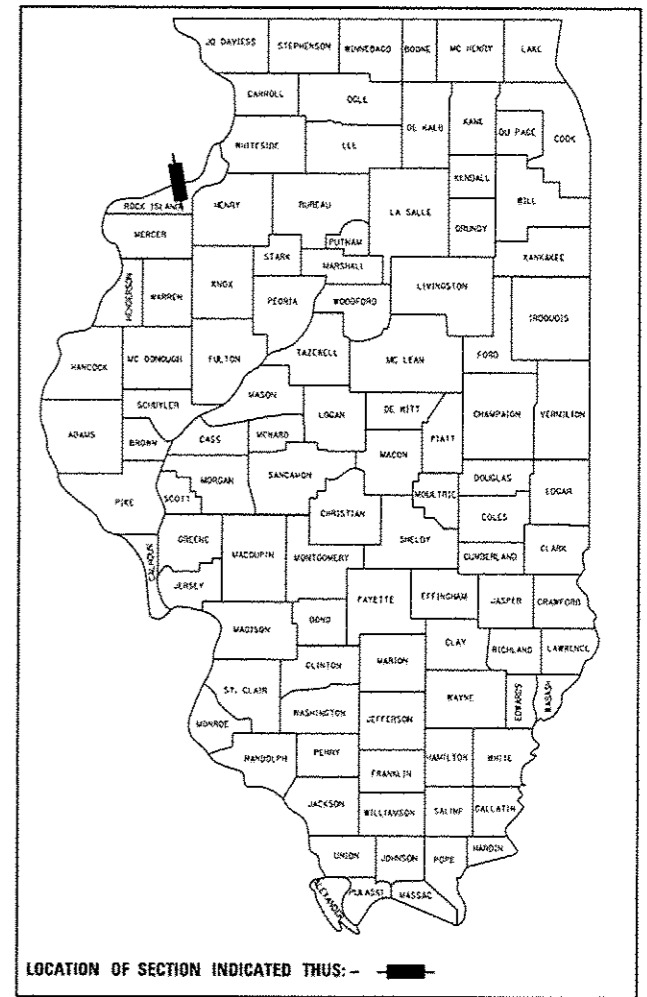 JO DAVIESS STEPHENSON WINNEBAGO BOONE MC HENRY LAKE
CARROLL OGLE DE KALB KANE DU PAGE COOK
WHITESIDE LEE
KENDALL WILL
ROCK ISLAND HENRY BUREAU LA SALLE GRUNDY
MERCER PUTNAM KANKAKEE
STARK MARSHALL
HENDERSON WARREN KNOX PEORIA WOODFORD LIVINGSTON IROQUOIS
HANCOCK MC DONOUGH FULTON TAZEWELL MC LEAN FORD
SCHUYLER MASON LOGAN DE WITT CHAMPAIGN VERMILION
ADAMS BROWN CASS MENARD MACON PIATT
PIKE SCOTT MORGAN SANGAMON MOULTRIE DOUGLAS EDGAR
CHRISTIAN COLES
CALHOUN GREENE MACOUPIN MONTGOMERY SHELBY CUMBERLAND CLARK
JERSEY
MADISON BOND FAYETTE EFFINGHAM JASPER CRAWFORD
CLINTON MARION CLAY RICHLAND LAWRENCE
ST. CLAIR WAYNE EDWARDS WABASH
MONROE WASHINGTON JEFFERSON
RANDOLPH PERRY HAMILTON WHITE
FRANKLIN
JACKSON WILLIAMSON SALINE GALLATIN
UNION JOHNSON POPE HARDIN
ALEXANDER PULASKI MASSAC
LOCATION OF SECTION INDICATED THUS: –